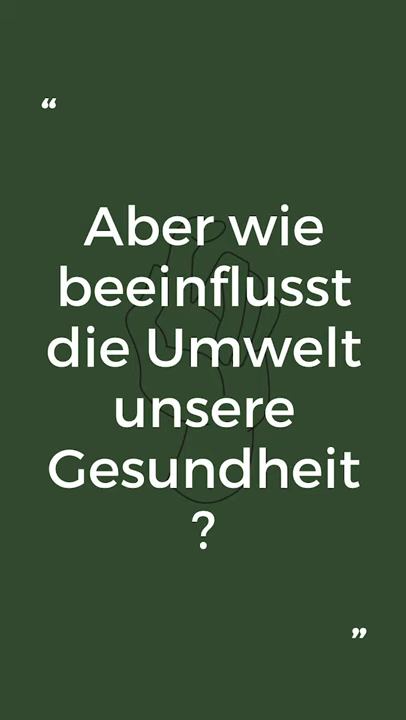 “
Aber wie
beeinflusst
die Umwelt
unsere
Gesundheit
?
”